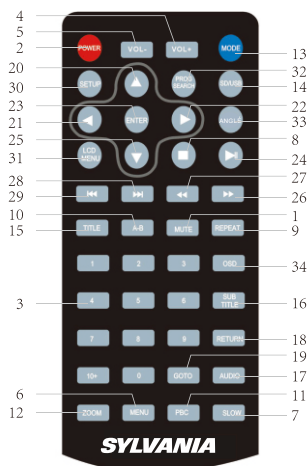 4
5 VOL- VOL+
2 POWER MODE 13
20 32
30 SETUP PROG SEARCH SD/USB 14
23 22
21 ENTER ANGLE 33
25 8
31 LCD MENU 24
28 27
29 26
10 1
15 TITLE A-B MUTE REPEAT 9
1 2 3 OSD 34
3 4 5 6 SUB TITLE 16
7 8 9 RETURN 18
19
10+ 0 GOTO AUDIO 17
6 11
12 ZOOM MENU PBC SLOW 7
SYLVANIA